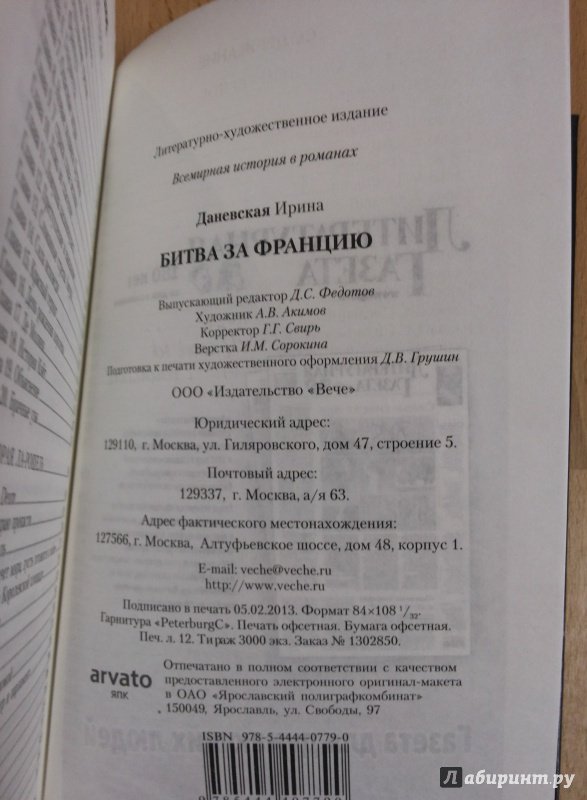 Литературно-художественное издание
Всемирная история в романах
Даневская Ирина
БИТВА ЗА ФРАНЦИЮ
Выпускающий редактор Д.С. Федотов
Художник А.В. Акимов
Корректор Г.Г. Свирь
Верстка И.М. Сорокина
Подготовка к печати художественного оформления Д.В. Грушин
ООО «Издательство «Вече»
Юридический адрес:
129110, г. Москва, ул. Гиляровского, дом 47, строение 5.
Почтовый адрес:
129337, г. Москва, а/я 63.
Адрес фактического местонахождения:
127566, г. Москва, Алтуфьевское шоссе, дом 48, корпус 1.
E-mail: veche@veche.ru
http://www.veche.ru
Подписано в печать 05.02.2013. Формат 84×108 1/32.
Гарнитура «PeterburgC». Печать офсетная. Бумага офсетная.
Печ. л. 12. Тираж 3000 экз. Заказ № 1302850.
arvato
ЯПК
Отпечатано в полном соответствии с качеством
предоставленного электронного оригинал-макета
в ОАО «Ярославский полиграфкомбинат»
150049, Ярославль, ул. Свободы, 97
ISBN 978-5-4444-0779-0
Лабиринт.ру